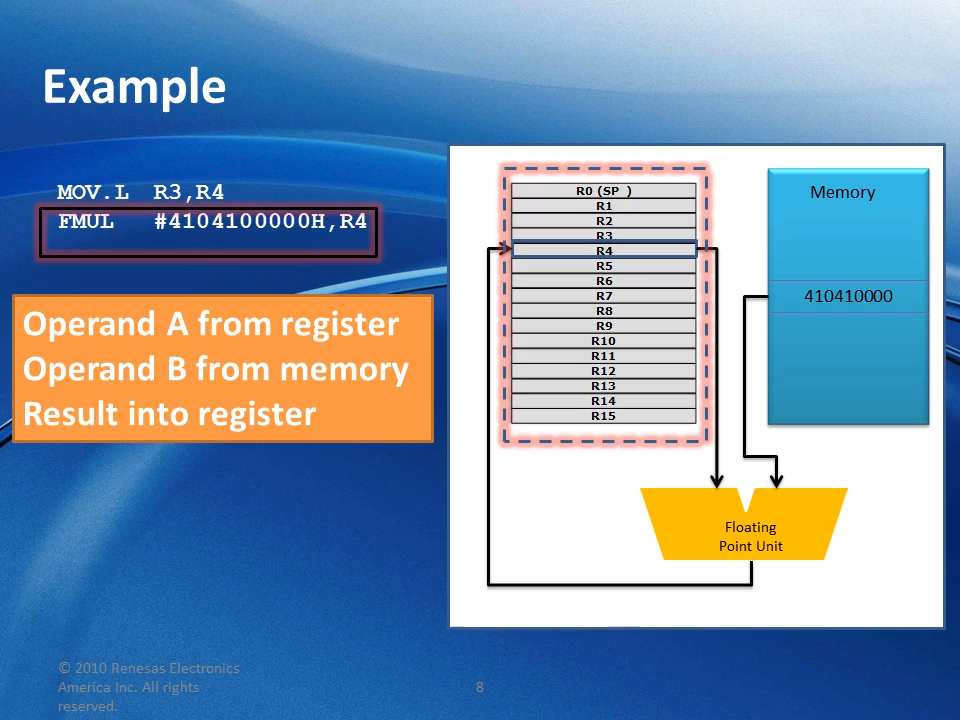 Example
MOV.L R3,R4
FMUL #4104100000H,R4
Operand A from register
Operand B from memory
Result into register
R0 (SP )
R1
R2
R3
R4
R5
R6
R7
R8
R9
R10
R11
R12
R13
R14
R15
Memory
410410000
Floating
Point Unit
© 2010 Renesas Electronics
America Inc. All rights
reserved.
8